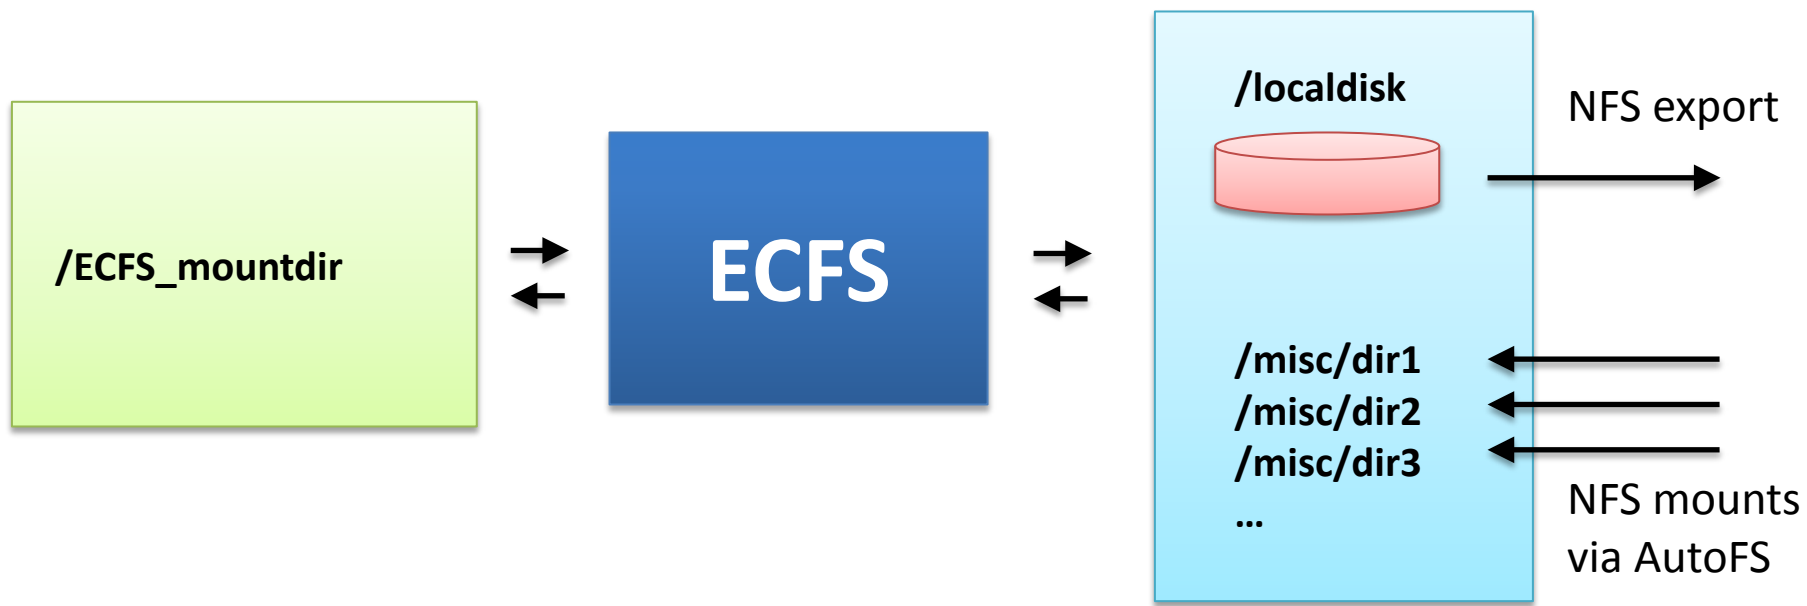 /ECFS_mountdir
ECFS
/localdisk
NFS export
/misc/dir1
/misc/dir2
/misc/dir3
...
NFS mounts
via AutoFS